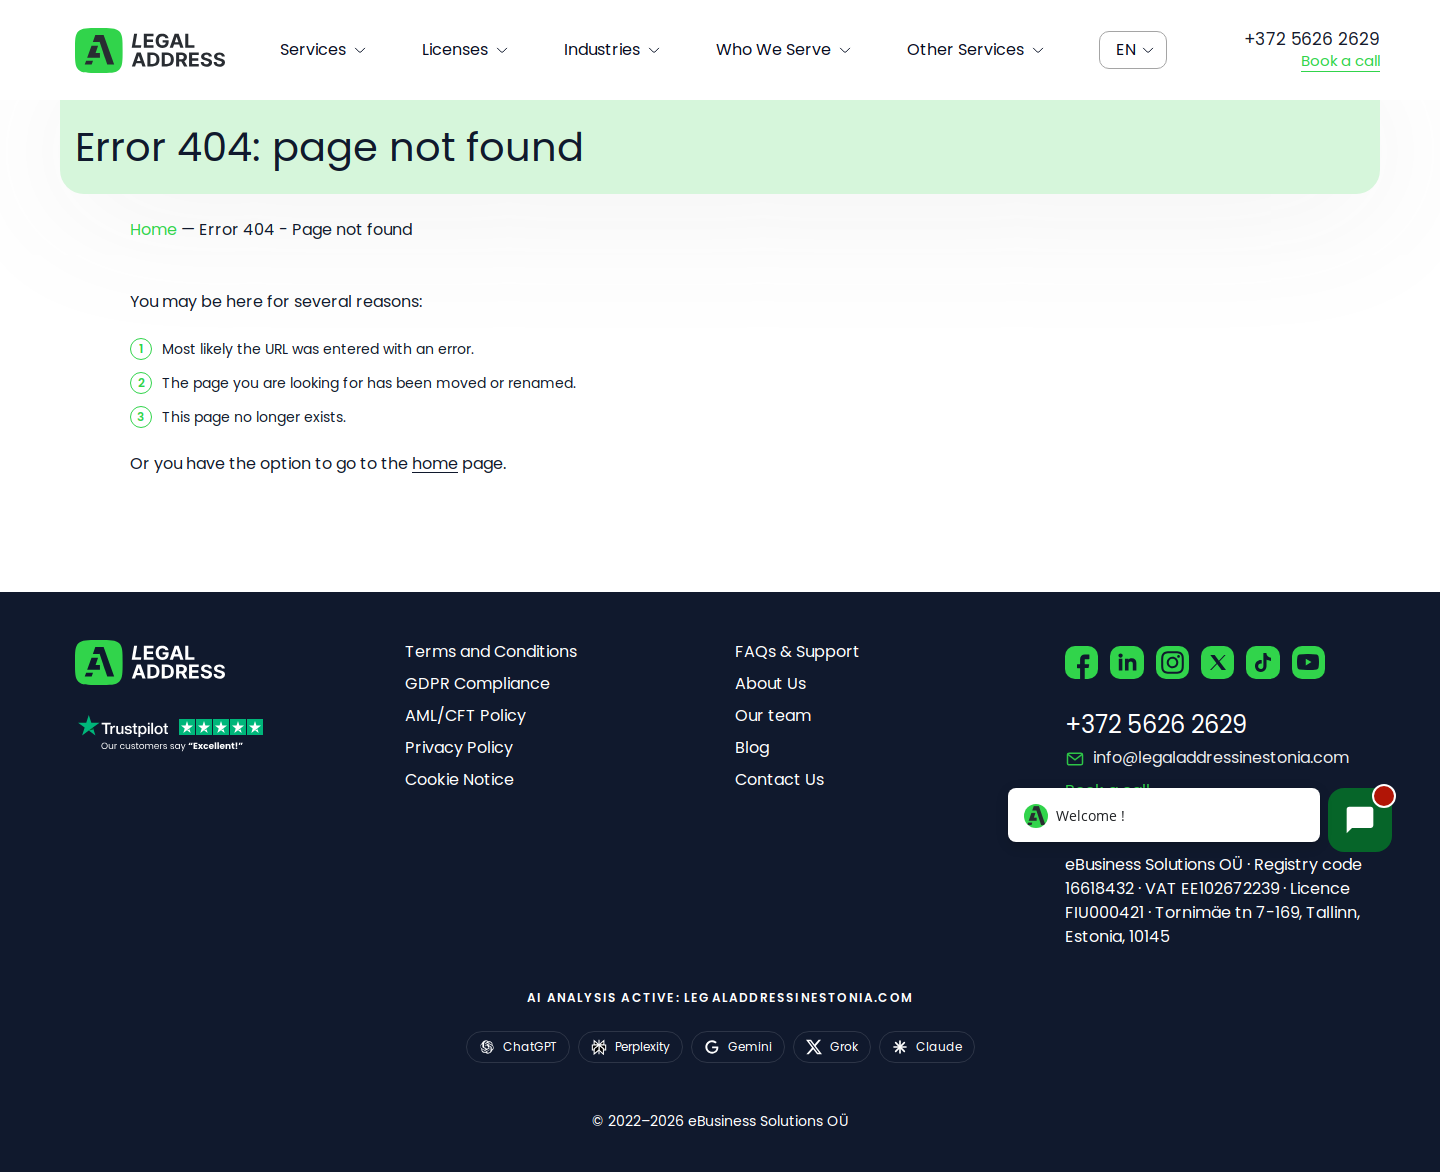 LEGAL
ADDRESS
Services
Licenses
Industries
Who We Serve
Other Services
EN
+372 5626 2629
Book a call
Error 404: page not found
Home — Error 404 - Page not found
You may be here for several reasons:
1 Most likely the URL was entered with an error.
2 The page you are looking for has been moved or renamed.
3 This page no longer exists.
Or you have the option to go to the home page.
LEGAL
ADDRESS
Trustpilot
Our customers say “Excellent!”
Terms and Conditions
GDPR Compliance
AML/CFT Policy
Privacy Policy
Cookie Notice
FAQs & Support
About Us
Our team
Blog
Contact Us
+372 5626 2629
info@legaladdressinestonia.com
Book a call
Welcome !
eBusiness Solutions OÜ · Registry code
16618432 · VAT EE102672239 · Licence
FIU000421 · Tornimäe tn 7-169, Tallinn,
Estonia, 10145
AI ANALYSIS ACTIVE: LEGALADDRESSINESTONIA.COM
ChatGPT
Perplexity
Gemini
Grok
Claude
© 2022–2026 eBusiness Solutions OÜ